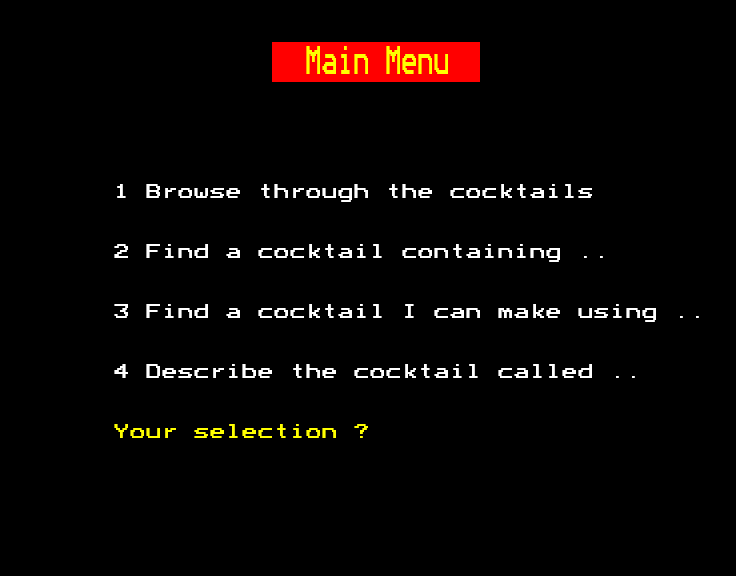 Main Menu
1 Browse through the cocktails
2 Find a cocktail containing ..
3 Find a cocktail I can make using ..
4 Describe the cocktail called ..
Your selection ?